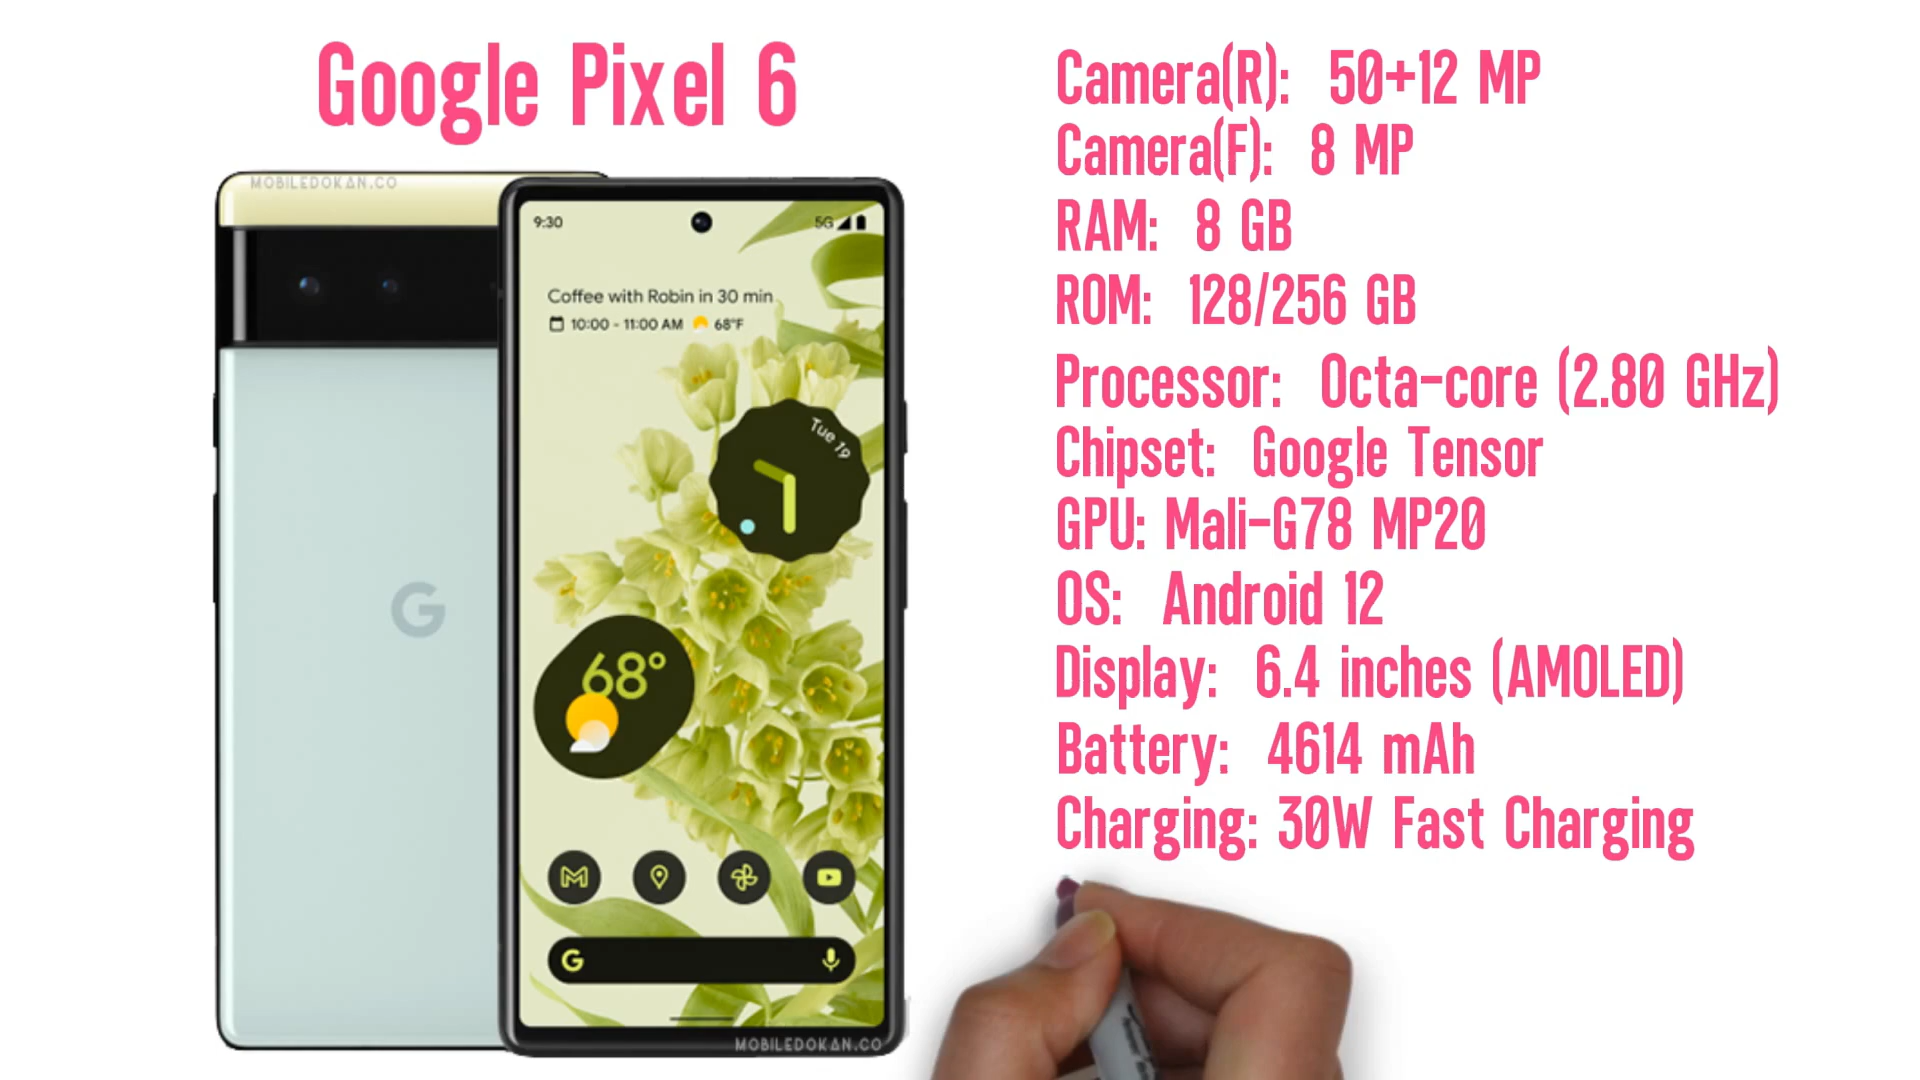 Google Pixel 6
MOBILEDOKAN.CO
9:30
5G
Coffee with Robin in 30 min
10:00 - 11:00 AM 68°F
Tue 19
68°
G
G
MOBILEDOKAN.CO
Camera(R): 50+12 MP
Camera(F): 8 MP
RAM: 8 GB
ROM: 128/256 GB
Processor: Octa-core (2.80 GHz)
Chipset: Google Tensor
GPU: Mali-G78 MP20
OS: Android 12
Display: 6.4 inches (AMOLED)
Battery: 4614 mAh
Charging: 30W Fast Charging